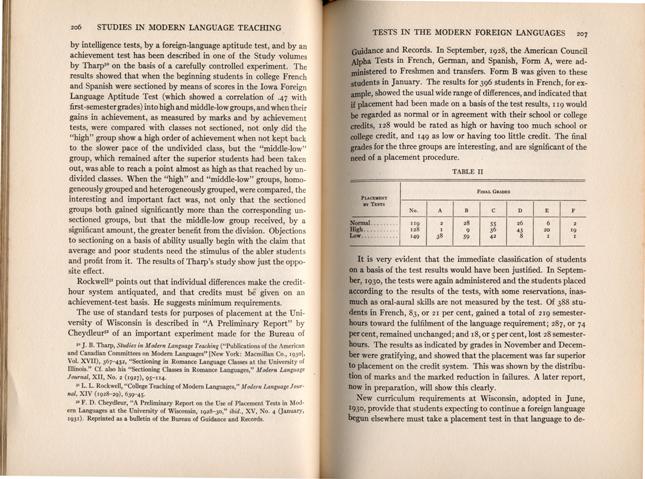 206 STUDIES IN MODERN LANGUAGE TEACHING
by intelligence tests, by a foreign-language aptitude test, and by an
achievement test has been described in one of the Study volumes
by Tharp²⁰ on the basis of a carefully controlled experiment. The
results showed that when the beginning students in college French
and Spanish were sectioned by means of scores in the Iowa Foreign
Language Aptitude Test (which showed a correlation of .47 with
first-semester grades) into high and middle-low groups, and when their
gains in achievement, as measured by marks and by achievement
tests, were compared with classes not sectioned, not only did the
"high" group show a high order of achievement when not kept back
to the slower pace of the undivided class, but the "middle-low"
group, which remained after the superior students had been taken
out, was able to reach a point almost as high as that reached by un-
divided classes. When the "high" and "middle-low" groups, homo-
geneously grouped and heterogeneously grouped, were compared, the
interesting and important fact was, not only that the sectioned
groups both gained significantly more than the corresponding un-
sectioned groups, but that the middle-low group received, by a
significant amount, the greater benefit from the division. Objections
to sectioning on a basis of ability usually begin with the claim that
average and poor students need the stimulus of the abler students
and profit from it. The results of Tharp's study show just the oppo-
site effect.
Rockwell²¹ points out that individual differences make the credit-
hour system antiquated, and that credits must be given on an
achievement-test basis. He suggests minimum requirements.
The use of standard tests for purposes of placement at the Uni-
versity of Wisconsin is described in "A Preliminary Report" by
Cheydleur²² of an important experiment made for the Bureau of
²⁰ J. B. Tharp, Studies in Modern Language Teaching ("Publications of the American
and Canadian Committees on Modern Languages" [New York: Macmillan Co., 1930],
Vol. XVII), 367-432, "Sectioning in Romance Language Classes at the University of
Illinois." Cf. also his "Sectioning Classes in Romance Languages," Modern Language
Journal, XII, No. 2 (1927), 95-114.
²¹ L. L. Rockwell, "College Teaching of Modern Languages," Modern Language Jour-
nal, XIV (1928-29), 639-45.
²² F. D. Cheydleur, "A Preliminary Report on the Use of Placement Tests in Mod-
ern Languages at the University of Wisconsin, 1928-30," ibid., XV, No. 4 (January,
1931). Reprinted as a bulletin of the Bureau of Guidance and Records.
TESTS IN THE MODERN FOREIGN LANGUAGES 207
Guidance and Records. In September, 1928, the American Council
Alpha Tests in French, German, and Spanish, Form A, were ad-
ministered to Freshmen and transfers. Form B was given to these
students in January. The results for 396 students in French, for ex-
ample, showed the usual wide range of differences, and indicated that
if placement had been made on a basis of the test results, 119 would
be regarded as normal or in agreement with their school or college
credits, 128 would be rated as high or having too much school or
college credit, and 149 as low or having too little credit. The final
grades for the three groups are interesting, and are significant of the
need of a placement procedure.
TABLE II
PLACEMENT BY TESTS FINAL GRADES
No. A B C D E F
Normal 119 2 28 55 26 6 2
High 128 1 9 36 43 20 19
Low 149 38 59 42 8 1 1
It is very evident that the immediate classification of students
on a basis of the test results would have been justified. In Septem-
ber, 1930, the tests were again administered and the students placed
according to the results of the tests, with some reservations, inas-
much as oral-aural skills are not measured by the test. Of 388 stu-
dents in French, 83, or 21 per cent, gained a total of 219 semester-
hours toward the fulfilment of the language requirement; 287, or 74
per cent, remained unchanged; and 18, or 5 per cent, lost 28 semester-
hours. The results as indicated by grades in November and Decem-
ber were gratifying, and showed that the placement was far superior
to placement on the credit system. This was shown by the distribu-
tion of marks and the marked reduction in failures. A later report,
now in preparation, will show this clearly.
New curriculum requirements at Wisconsin, adopted in June,
1930, provide that students expecting to continue a foreign language
begun elsewhere must take a placement test in that language to de-